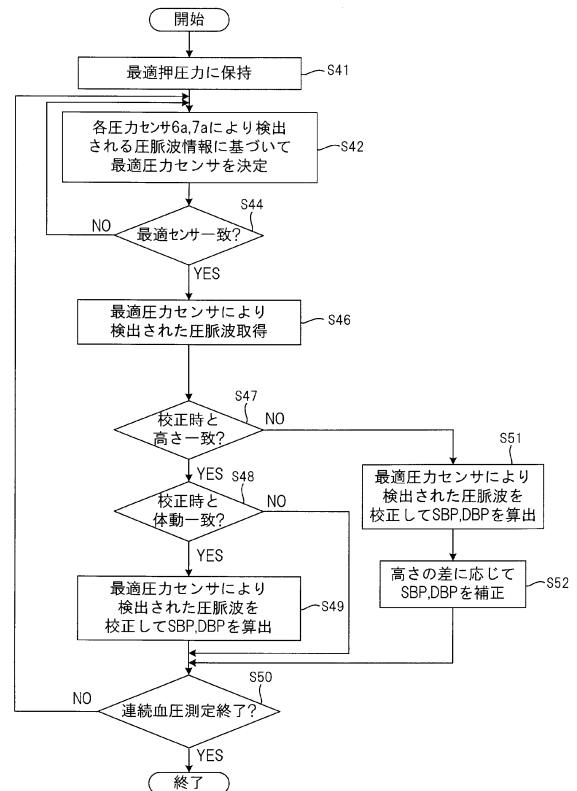 開始
最適押圧力に保持
S41
各圧力センサ6a,7aにより検出
される圧脈波情報に基づいて
最適圧力センサを決定
S42
S44
NO
最適センサ一致?
YES
最適圧力センサにより
検出された圧脈波取得
S46
S47
校正時と
高さ一致?
NO
YES
S48
校正時と
体動一致?
NO
YES
S51
最適圧力センサにより
検出された圧脈波を
校正してSBP,DBPを算出
最適圧力センサにより
検出された圧脈波を
校正してSBP,DBPを算出
S49
高さの差に応じて
SBP,DBPを補正
S52
S50
NO
連続血圧測定終了?
YES
終了